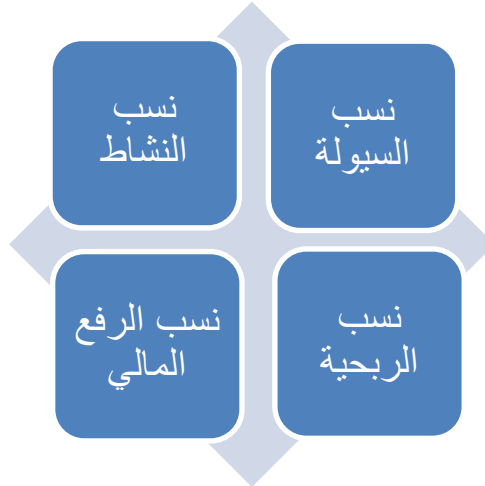 نسب
السيولة
نسب
النشاط
نسب
الربحية
نسب الرفع
المالي